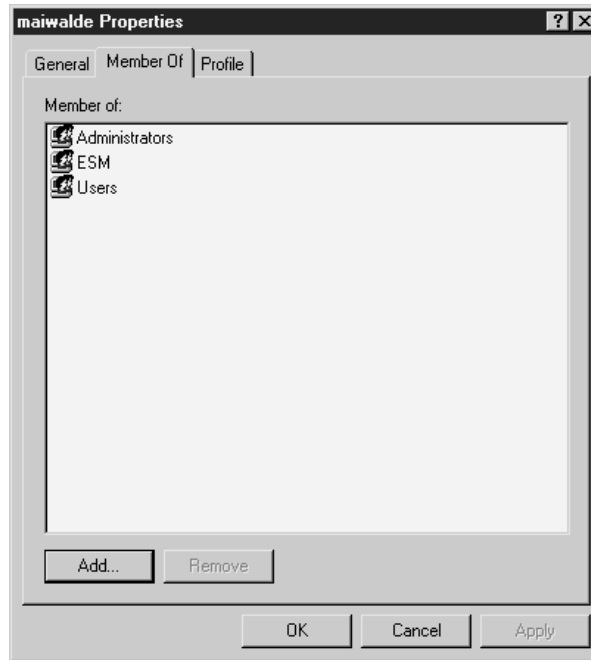 maiwalde Properties
General Member Of Profile
Member of:
Administrators
ESM
Users
Add... Remove
OK Cancel Apply